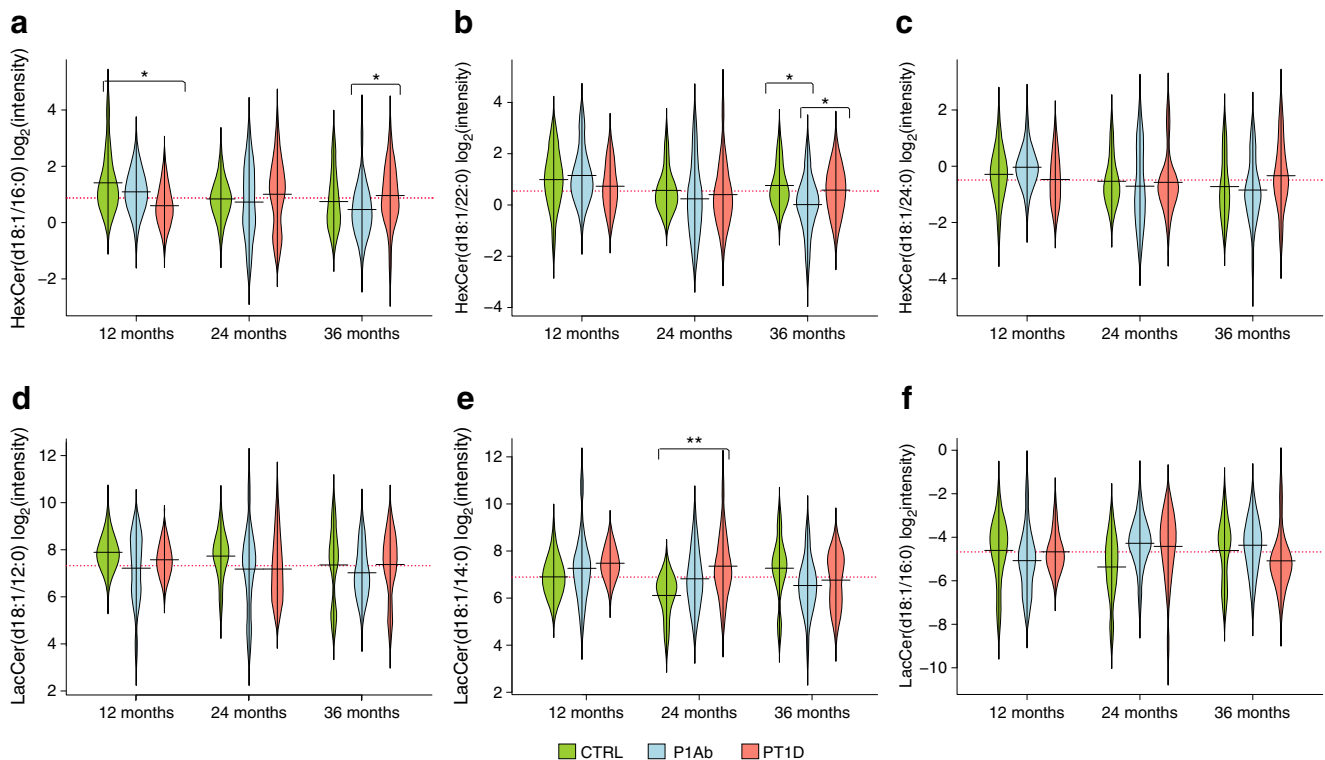 a
HexCer(d18:1/16:0) log2(intensity)
4
2
0
−2
*
*
12 months 24 months 36 months
b
HexCer(d18:1/22:0) log2(intensity)
4
2
0
−2
−4
*
*
12 months 24 months 36 months
c
HexCer(d18:1/24:0) log2(intensity)
2
0
−2
−4
12 months 24 months 36 months
d
LacCer(d18:1/12:0) log2(intensity)
12
10
8
6
4
2
12 months 24 months 36 months
e
LacCer(d18:1/14:0) log2(intensity)
12
10
8
6
4
2
**
12 months 24 months 36 months
f
LacCer(d18:1/16:0) log2intensity)
0
−2
−4
−6
−8
−10
12 months 24 months 36 months
CTRL P1Ab PT1D